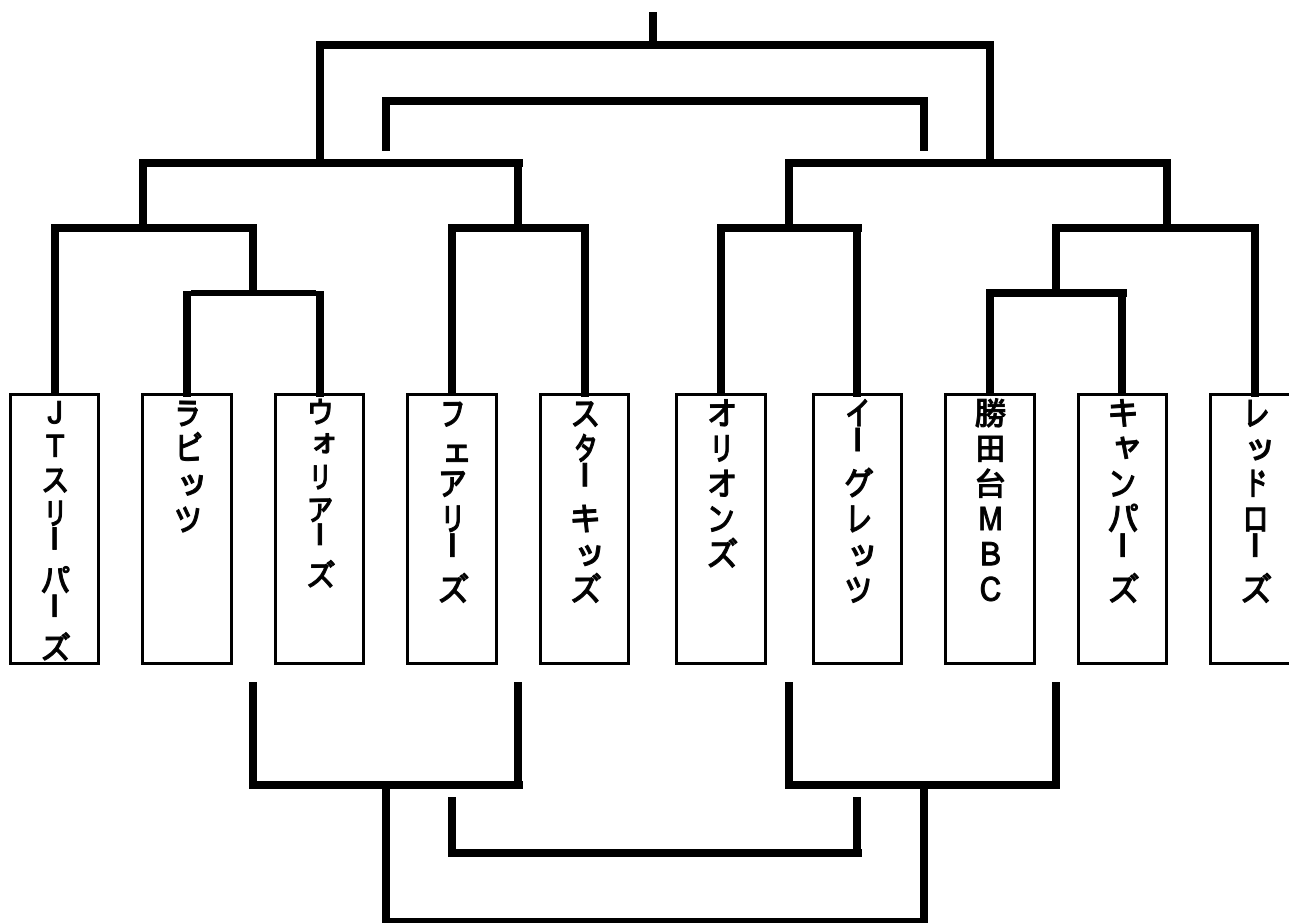 JTスリーパーズ
ラビッツ
ウォリアーズ
フェアリーズ
スターキッズ
オリオンズ
イーグレッツ
勝田台MBC
キャンパーズ
レッドローズ